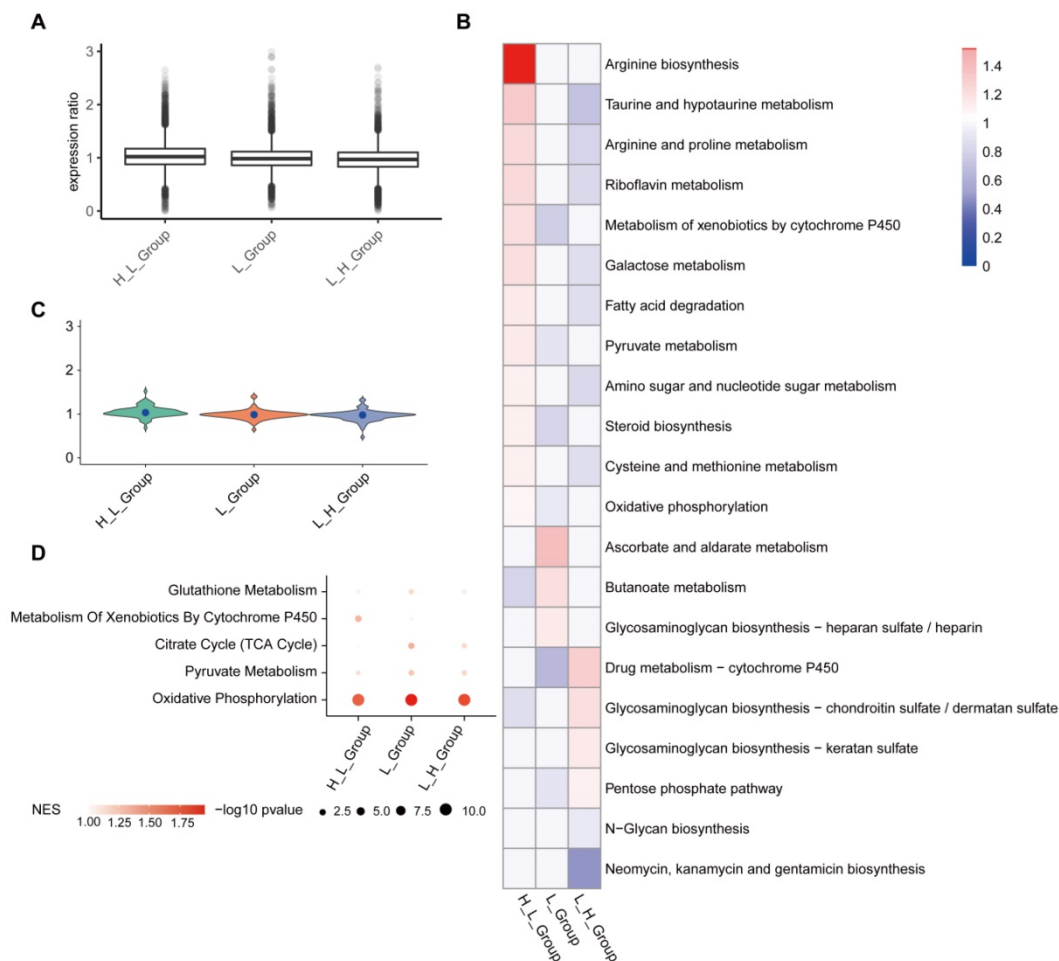 A
expression ratio
3
2
1
0
H_L_Group
L_Group
L_H_Group
B
Arginine biosynthesis
Taurine and hypotaurine metabolism
Arginine and proline metabolism
Riboflavin metabolism
Metabolism of xenobiotics by cytochrome P450
Galactose metabolism
Fatty acid degradation
Pyruvate metabolism
Amino sugar and nucleotide sugar metabolism
Steroid biosynthesis
Cysteine and methionine metabolism
Oxidative phosphorylation
Ascorbate and aldarate metabolism
Butanoate metabolism
Glycosaminoglycan biosynthesis − heparan sulfate / heparin
Drug metabolism − cytochrome P450
Glycosaminoglycan biosynthesis − chondroitin sulfate / dermatan sulfate
Glycosaminoglycan biosynthesis − keratan sulfate
Pentose phosphate pathway
N−Glycan biosynthesis
Neomycin, kanamycin and gentamicin biosynthesis
H_L_Group
L_Group
L_H_Group
1.4
1.2
1
0.8
0.6
0.4
0.2
0
C
3
2
1
0
H_L_Group
L_Group
L_H_Group
D
Glutathione Metabolism
Metabolism Of Xenobiotics By Cytochrome P450
Citrate Cycle (TCA Cycle)
Pyruvate Metabolism
Oxidative Phosphorylation
H_L_Group
L_Group
L_H_Group
NES 1.00 1.25 1.50 1.75 −log10 pvalue 2.5 5.0 7.5 10.0